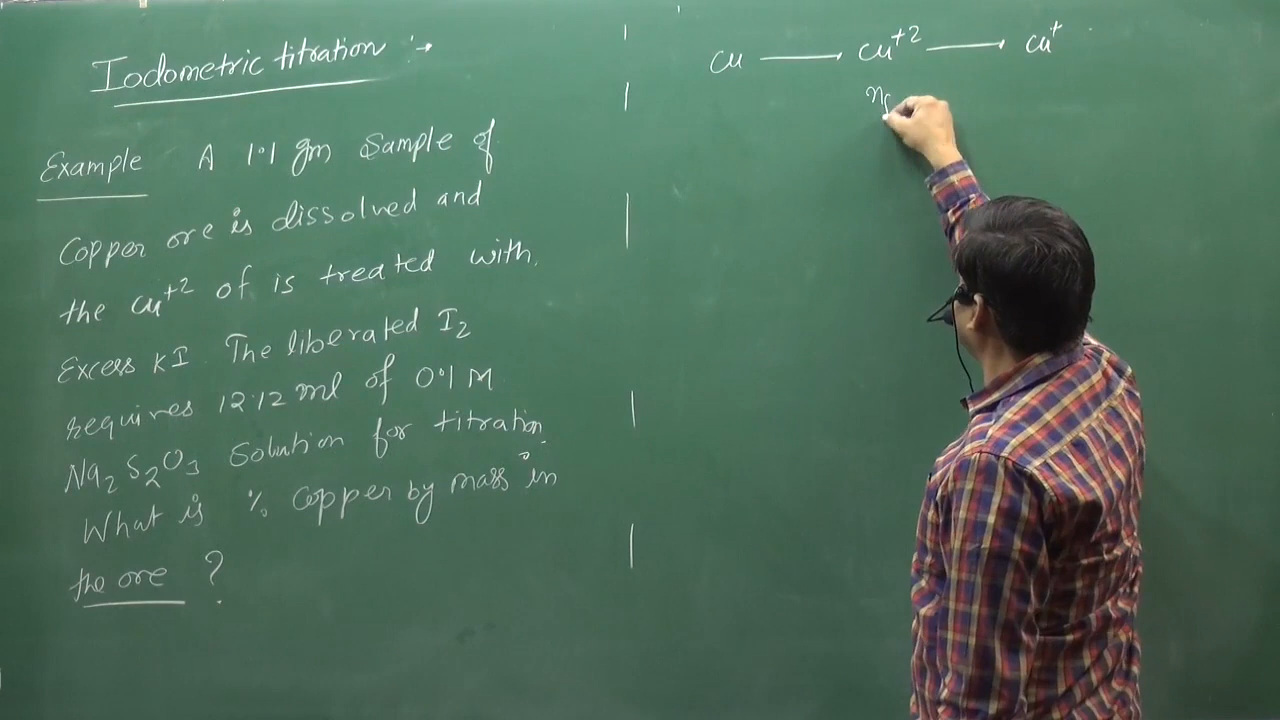 Iodometric titration :→
Example A 1.1 gm Sample of
Copper ore is dissolved and
the Cu+2 of is treated with
Excess KI. The liberated I2
requires 12.12 ml of 0.1 M
Na2S2O3 Solution for titration.
What is % Copper by mass in
the ore ?
Cu → Cu+2 → Cu+
nf